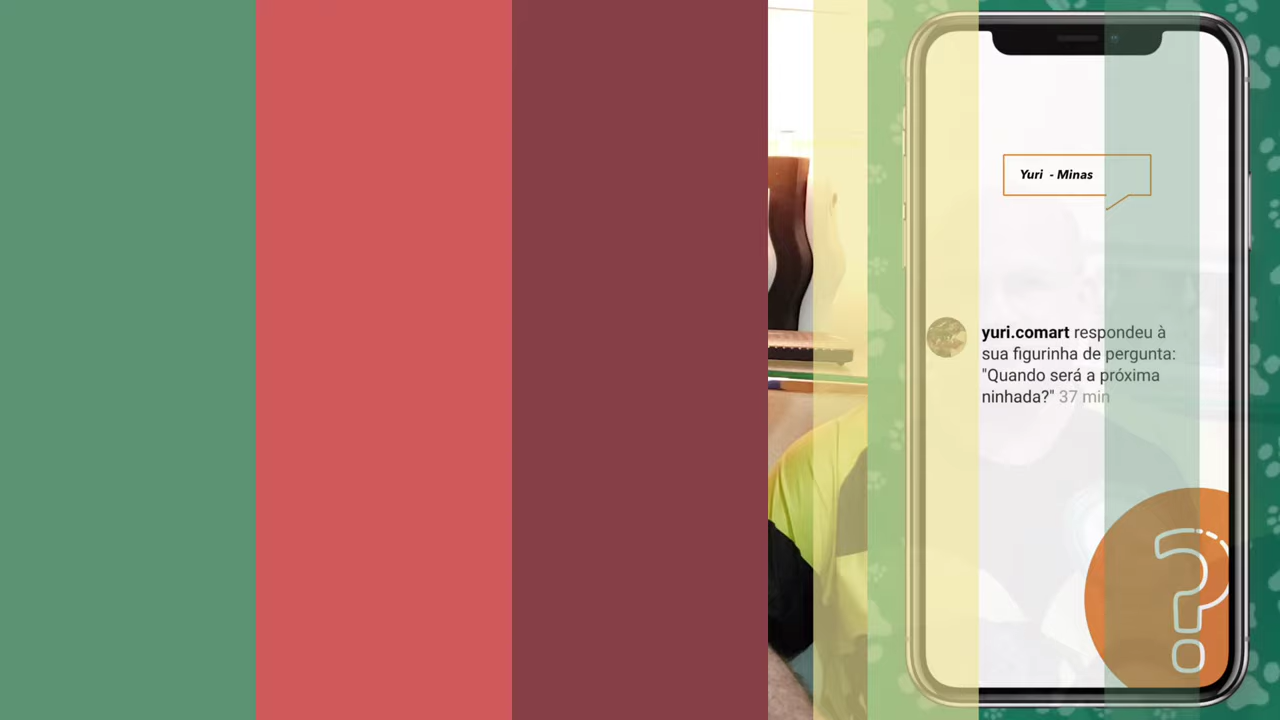 Yuri - Minas
yuri.comart respondeu à
sua figurinha de pergunta:
"Quando será a próxima
ninhada?" 37 min
?